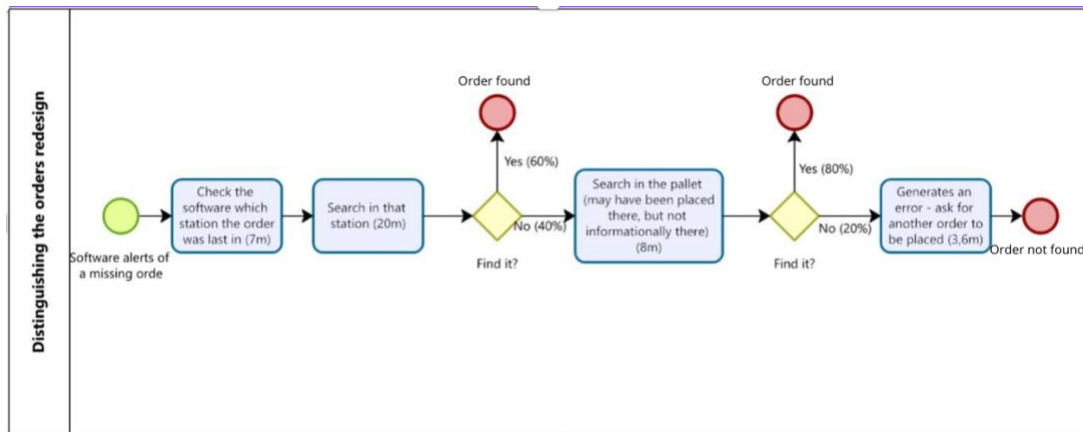 Distinguishing the orders redesign
Software alerts of
a missing orde
Check the
software which
station the order
was last in (7m)
Search in that
station (20m)
Order found
Yes (60%)
No (40%)
Find it?
Search in the pallet
(may have been placed
there, but not
informationally there)
(8m)
Order found
Yes (80%)
No (20%)
Find it?
Generates an
error - ask for
another order to
be placed (3,6m)
Order not found